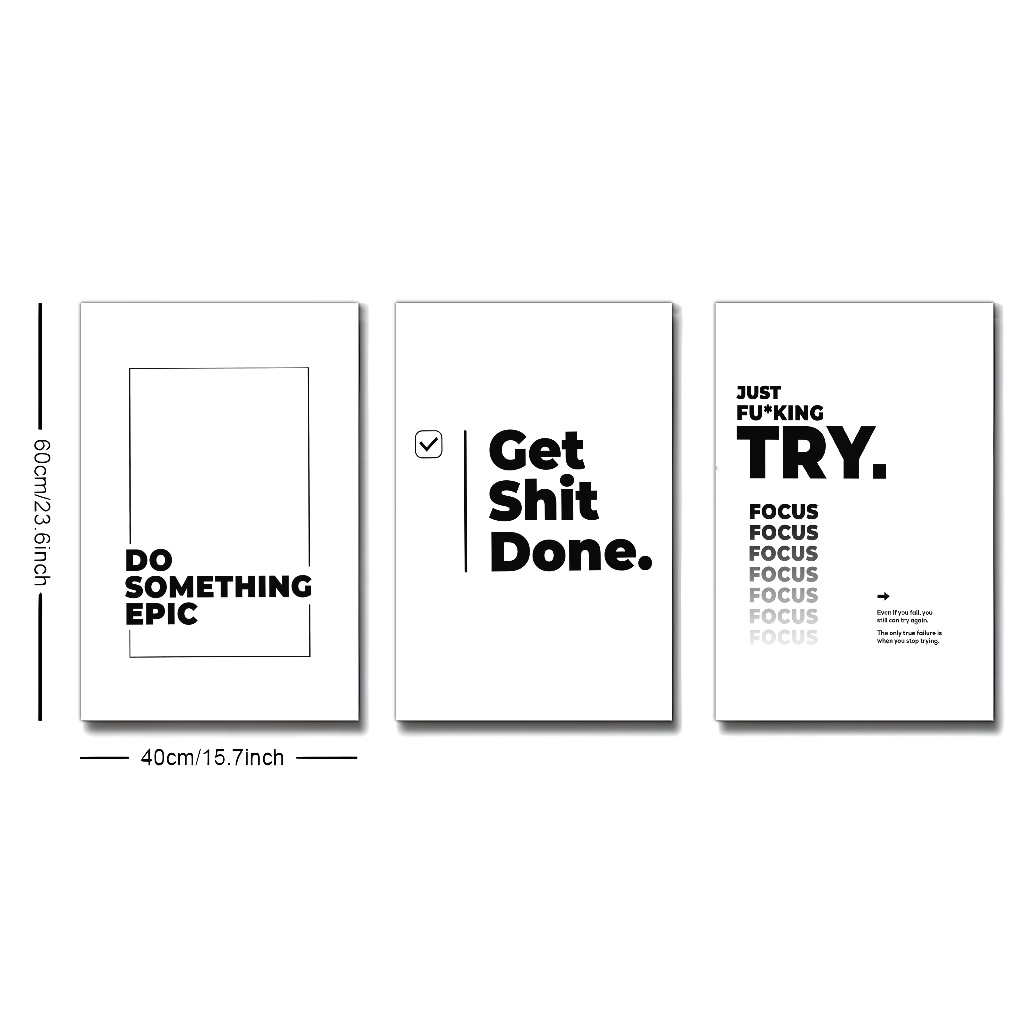 60cm/23.6inch
DO
SOMETHING
EPIC
40cm/15.7inch
Get
Shit
Done.
JUST
FU*KING
TRY.
FOCUS
FOCUS
FOCUS
FOCUS
FOCUS
FOCUS
FOCUS
Even if you fail, you
still can try again.
The only true failure is
when you stop trying.